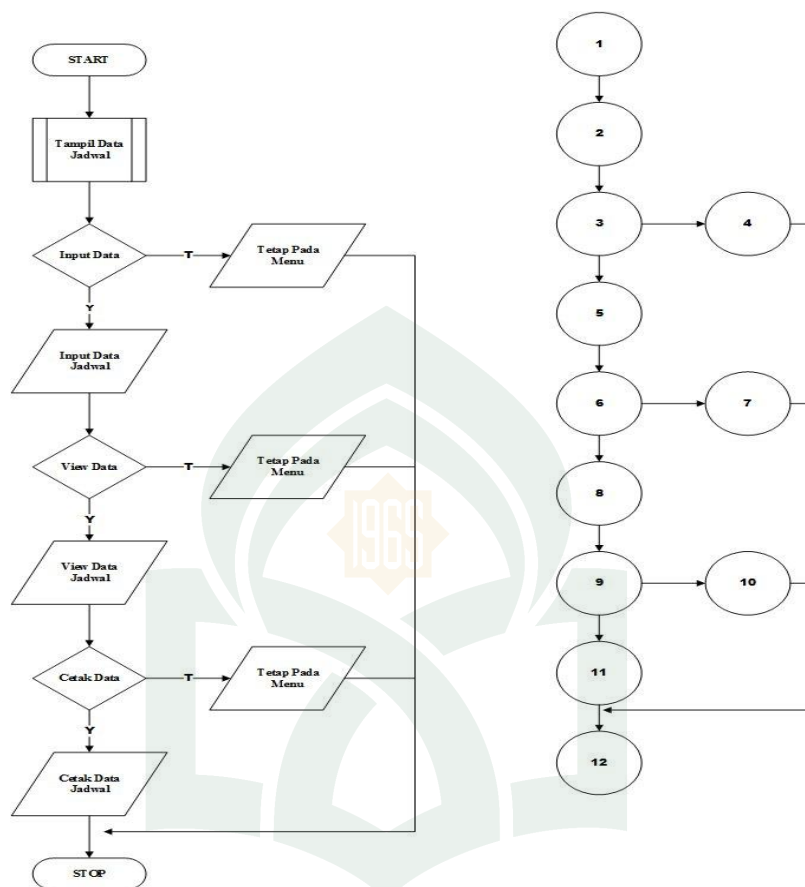 START
Tampil Data
Jadwal
Input Data
T
Tetap Pada
Menu
Y
Input Data
Jadwal
View Data
T
Tetap Pada
Menu
Y
View Data
Jadwal
Cetak Data
T
Tetap Pada
Menu
Y
Cetak Data
Jadwal
STOP
1
2
3
4
5
6
7
8
9
10
11
12
1965